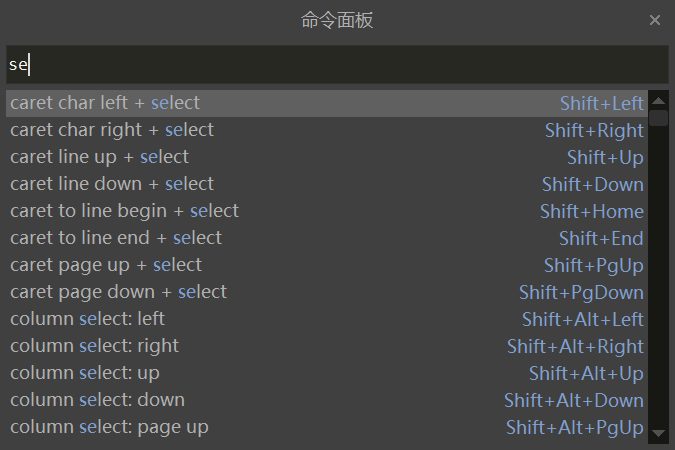 命令面板
se
caret char left + select Shift+Left
caret char right + select Shift+Right
caret line up + select Shift+Up
caret line down + select Shift+Down
caret to line begin + select Shift+Home
caret to line end + select Shift+End
caret page up + select Shift+PgUp
caret page down + select Shift+PgDown
column select: left Shift+Alt+Left
column select: right Shift+Alt+Right
column select: up Shift+Alt+Up
column select: down Shift+Alt+Down
column select: page up Shift+Alt+PgUp